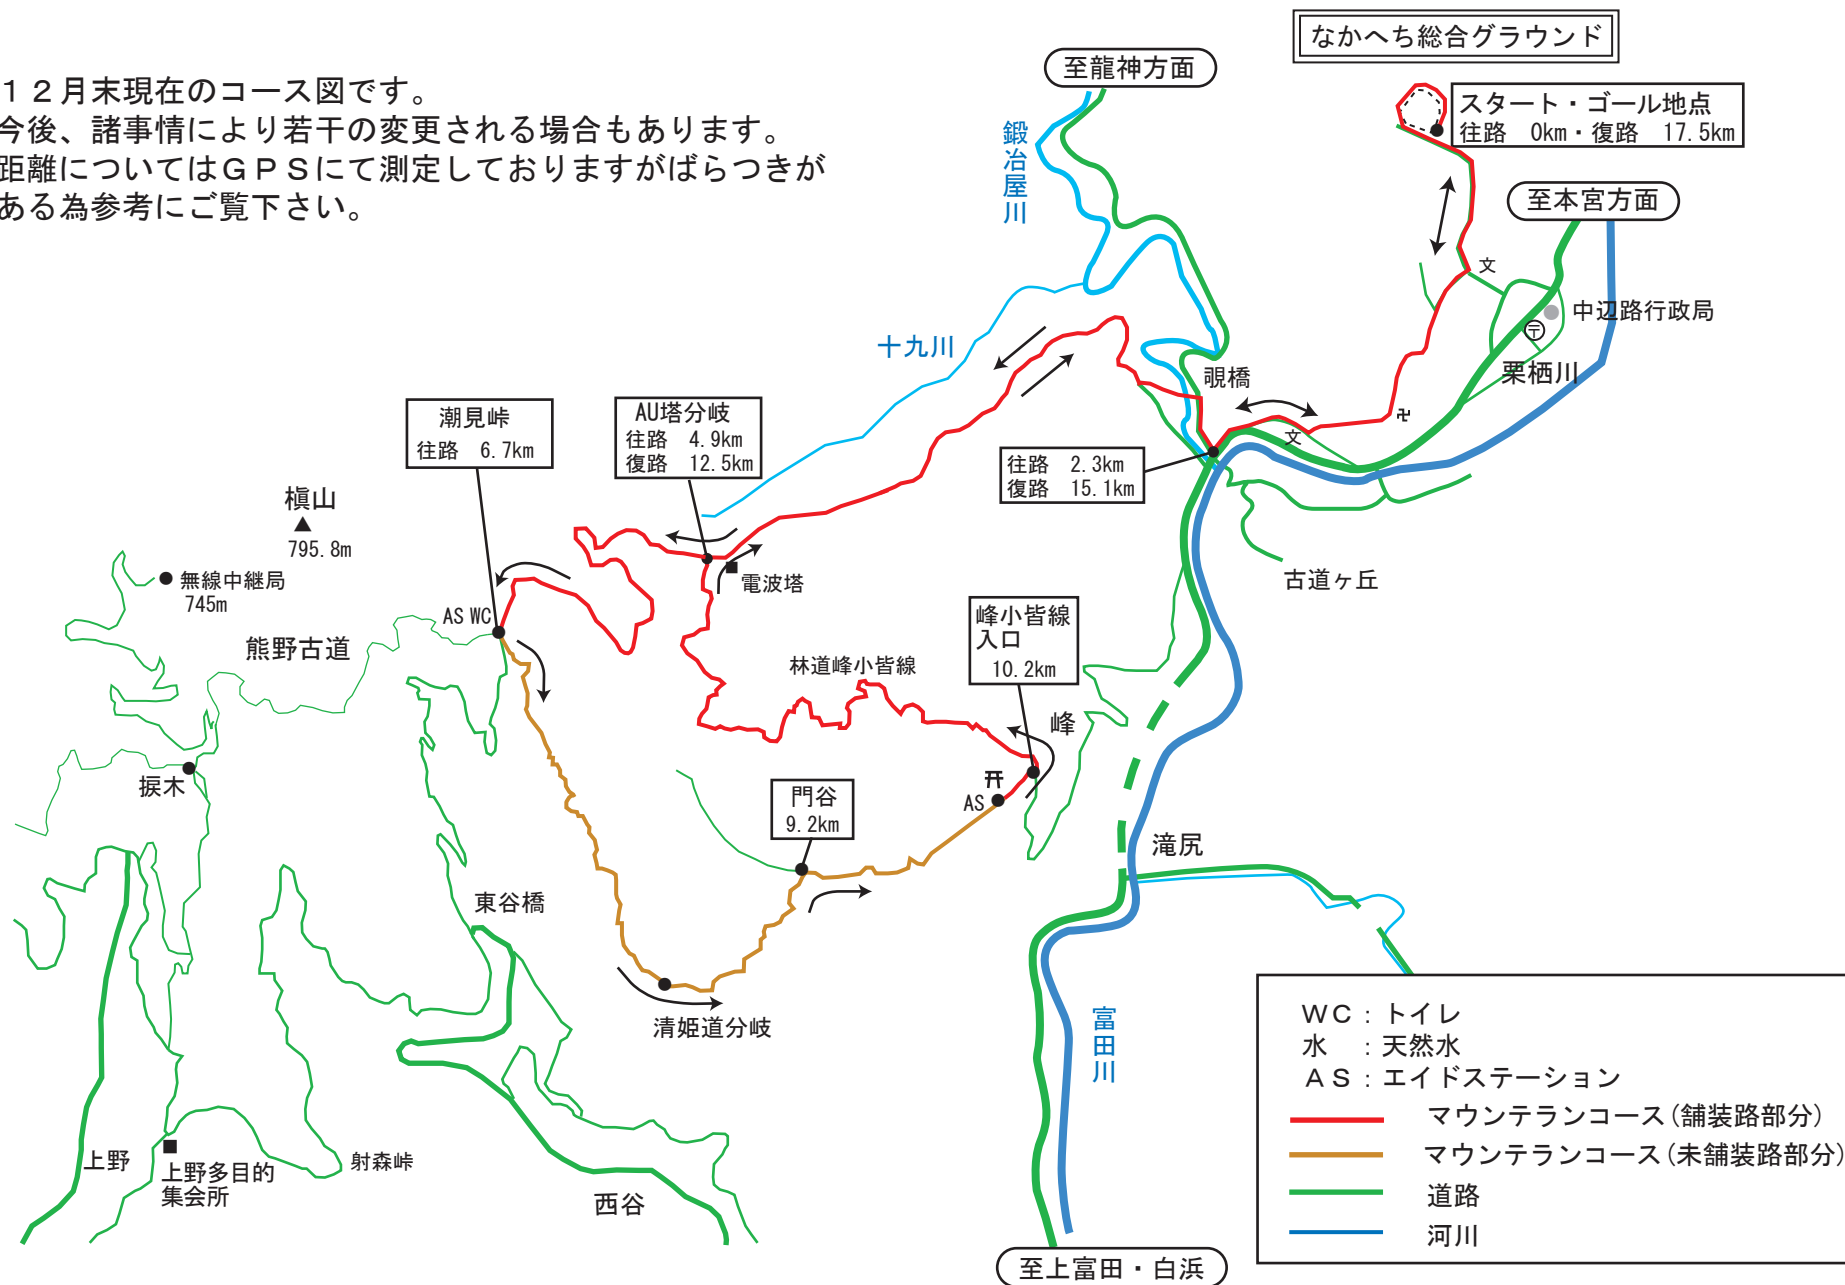 なかへち総合グラウンド
１２月末現在のコース図です。
今後、諸事情により若干の変更される場合もあります。
距離についてはＧＰＳにて測定しておりますがばらつきが
ある為参考にご覧下さい。
至龍神方面
スタート・ゴール地点
往路 0km・復路 17.5km
鍛冶屋川
至本宮方面
文
中辺路行政局
〒
栗栖川
十九川
覗橋
卍
文
潮見峠
往路 6.7km
AU塔分岐
往路 4.9km
復路 12.5km
往路 2.3km
復路 15.1km
槇山
795.8m
無線中継局
745m
電波塔
古道ヶ丘
AS WC
熊野古道
峰小皆線
入口
10.2km
林道峰小皆線
峰
捩木
門谷
9.2km
AS
滝尻
東谷橋
清姫道分岐
富田川
上野
上野多目的
集会所
射森峠
西谷
至上富田・白浜
ＷＣ：トイレ
水 ：天然水
ＡＳ：エイドステーション
マウンテランコース(舗装路部分)
マウンテランコース(未舗装路部分)
道路
河川